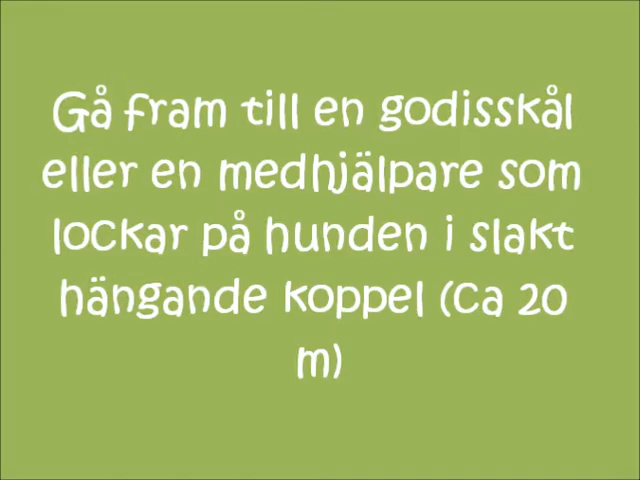 Gå fram till en godisskål
eller en medhjälpare som
lockar på hunden i slakt
hängande koppel (ca 20
m)